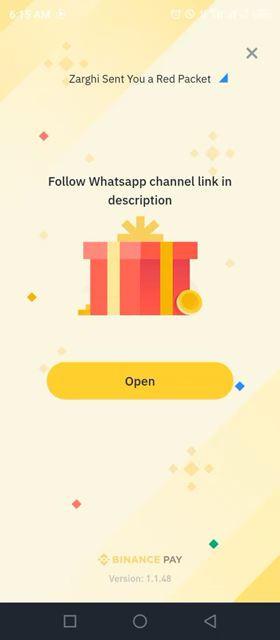 6:15 AM
Zarghi Sent You a Red Packet
Follow Whatsapp channel link in
description
Open
BINANCE PAY
Version: 1.1.48